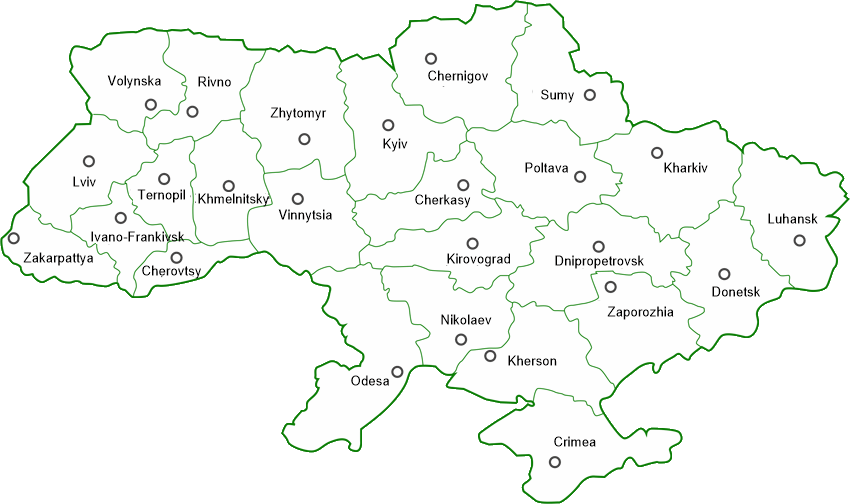 Chernigov
Volynska
Rivno
Sumy
Zhytomyr
Kyiv
Poltava
Kharkiv
Lviv
Ternopil
Khmelnitsky
Cherkasy
Vinnytsia
Luhansk
Ivano-Frankivsk
Zakarpattya
Cherovtsy
Kirovograd
Dnipropetrovsk
Donetsk
Zaporozhia
Nikolaev
Kherson
Odesa
Crimea